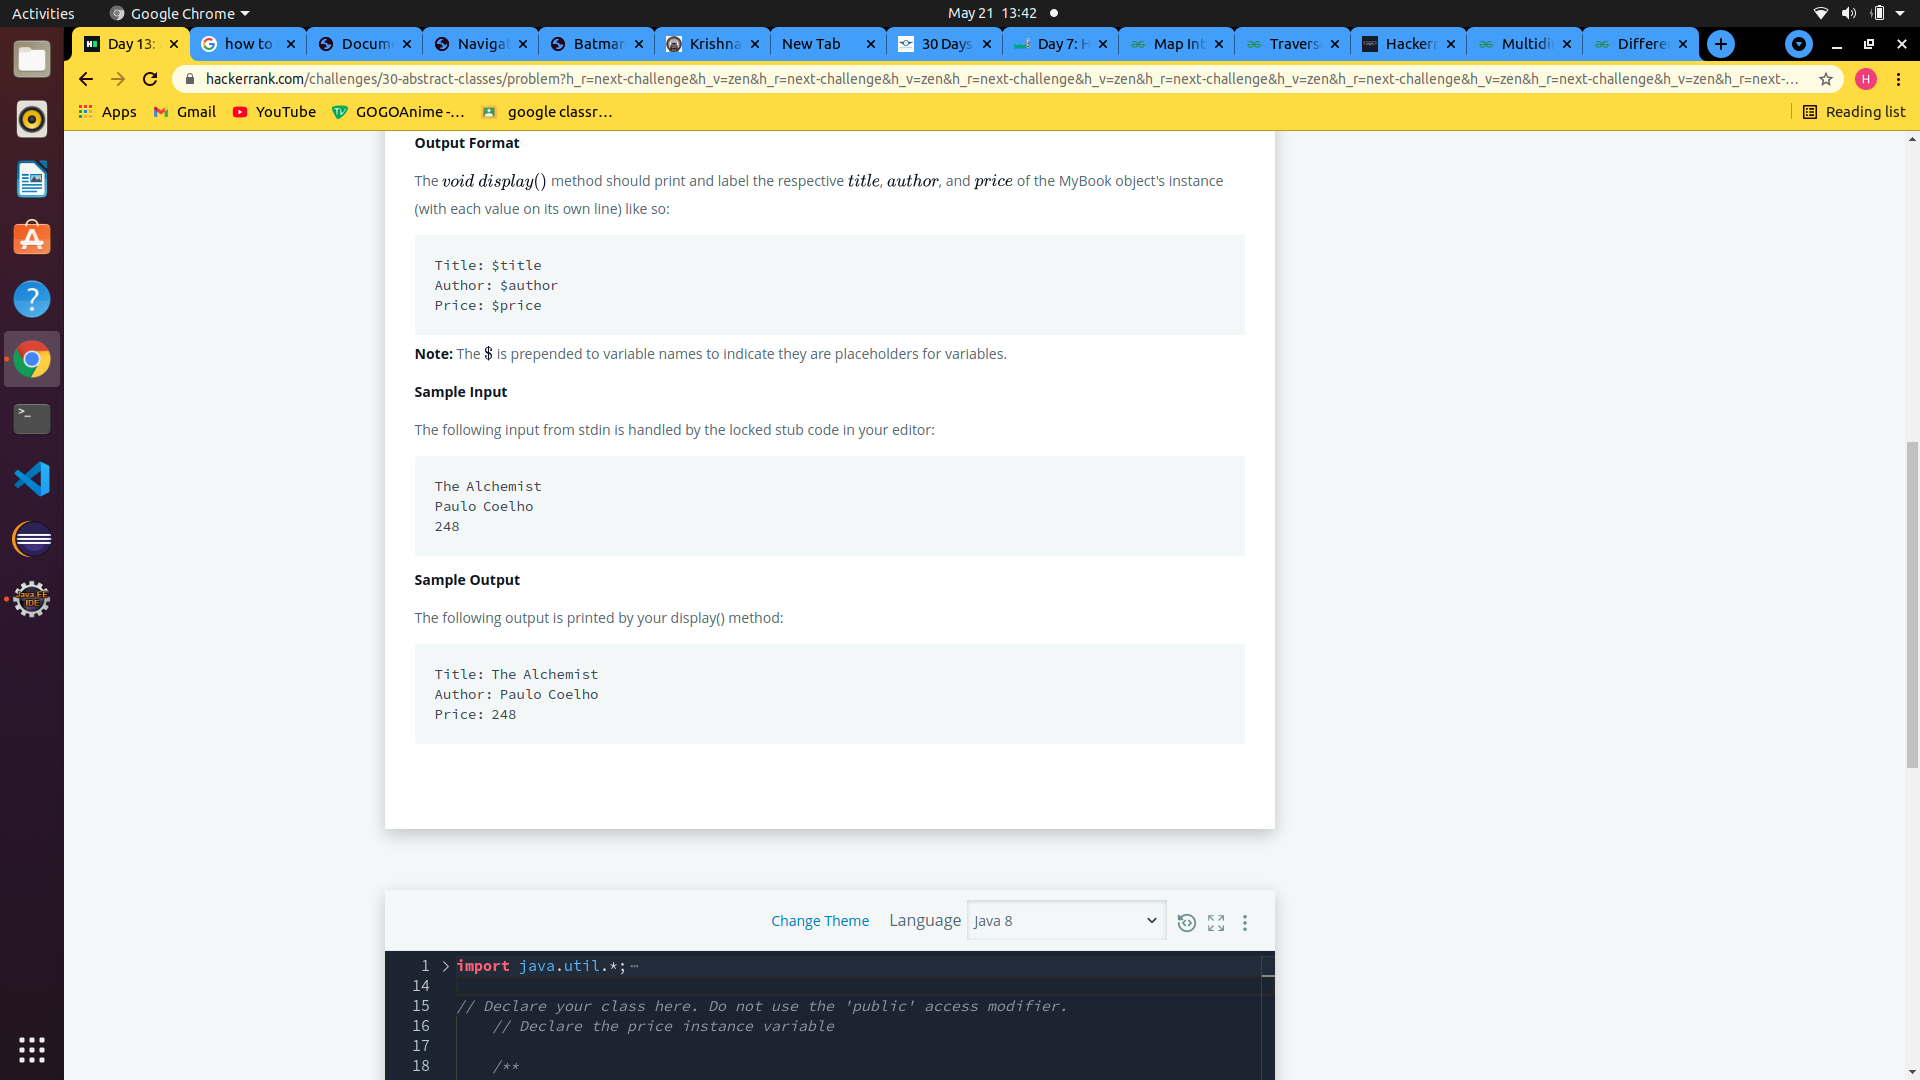 Activities
Google Chrome
May 21 13:42
Day 13:
how to
Docum
Naviga
Batman
Krishna
New Tab
30 Days
Day 7: H
Map Int
Travers
Hackerr
Multidi
Differe
hackerrank.com/challenges/30-abstract-classes/problem?h_r=next-challenge&h_v=zen&h_r=next-challenge&h_v=zen&h_r=next-challenge&h_v=zen&h_r=next-challenge&h_v=zen&h_r=next-challenge&h_v=zen&h_r=next-challenge&h_v=zen&h_r=next-...
H
Apps
Gmail
YouTube
GOGOAnime -...
google classr...
Reading list
Output Format
The void display() method should print and label the respective title, author, and price of the MyBook object's instance
(with each value on its own line) like so:
Title: $title
Author: $author
Price: $price
Note: The $ is prepended to variable names to indicate they are placeholders for variables.
Sample Input
The following input from stdin is handled by the locked stub code in your editor:
The Alchemist
Paulo Coelho
248
Sample Output
The following output is printed by your display() method:
Title: The Alchemist
Author: Paulo Coelho
Price: 248
Change Theme
Language
Java 8
1 import java.util.*;
14
15 // Declare your class here. Do not use the 'public' access modifier.
16 // Declare the price instance variable
17
18 /**
Java EE
IDE